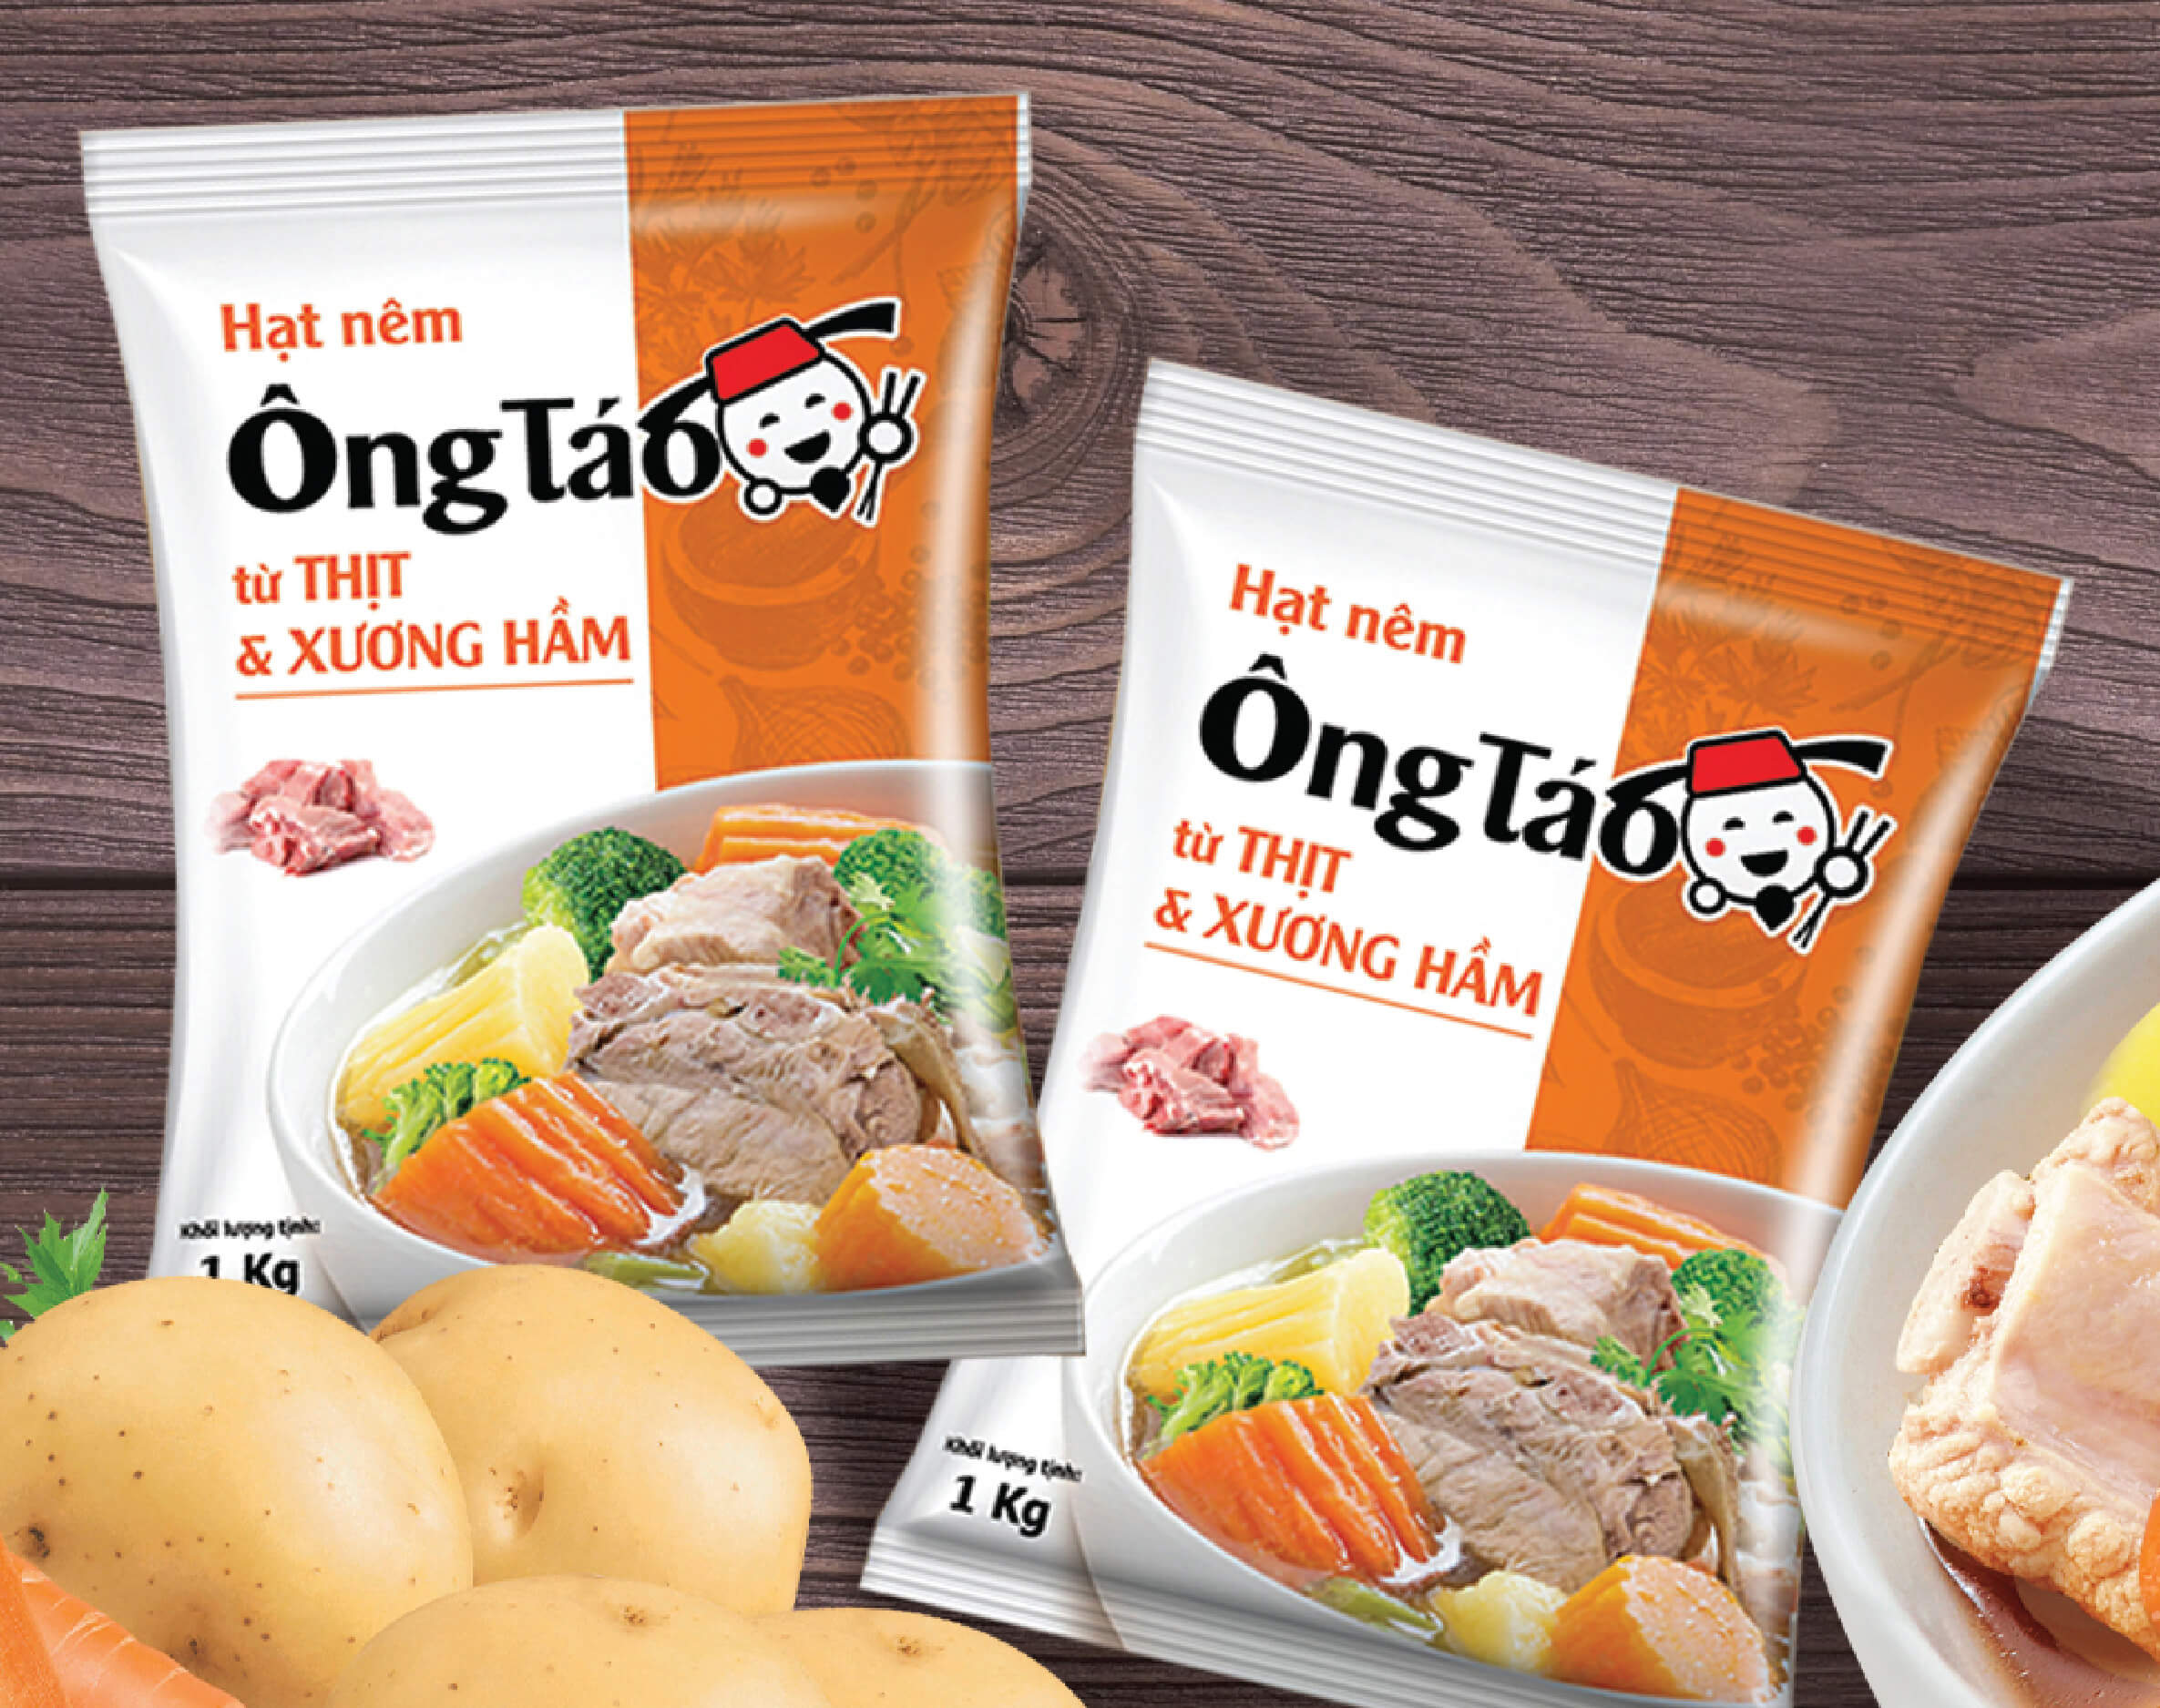 Hạt nêm
Ông Táo
từ THỊT
& XƯƠNG HẦM
Khối lượng tịnh:
1 Kg
Hạt nêm
Ông Táo
từ THỊT
& XƯƠNG HẦM
Khối lượng tịnh:
1 Kg